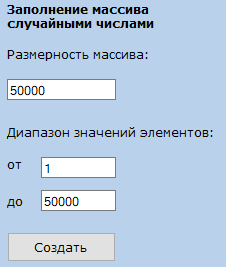 Заполнение массива
случайными числами
Размерность массива:
50000
Диапазон значений элементов:
от 1
до 50000
Создать